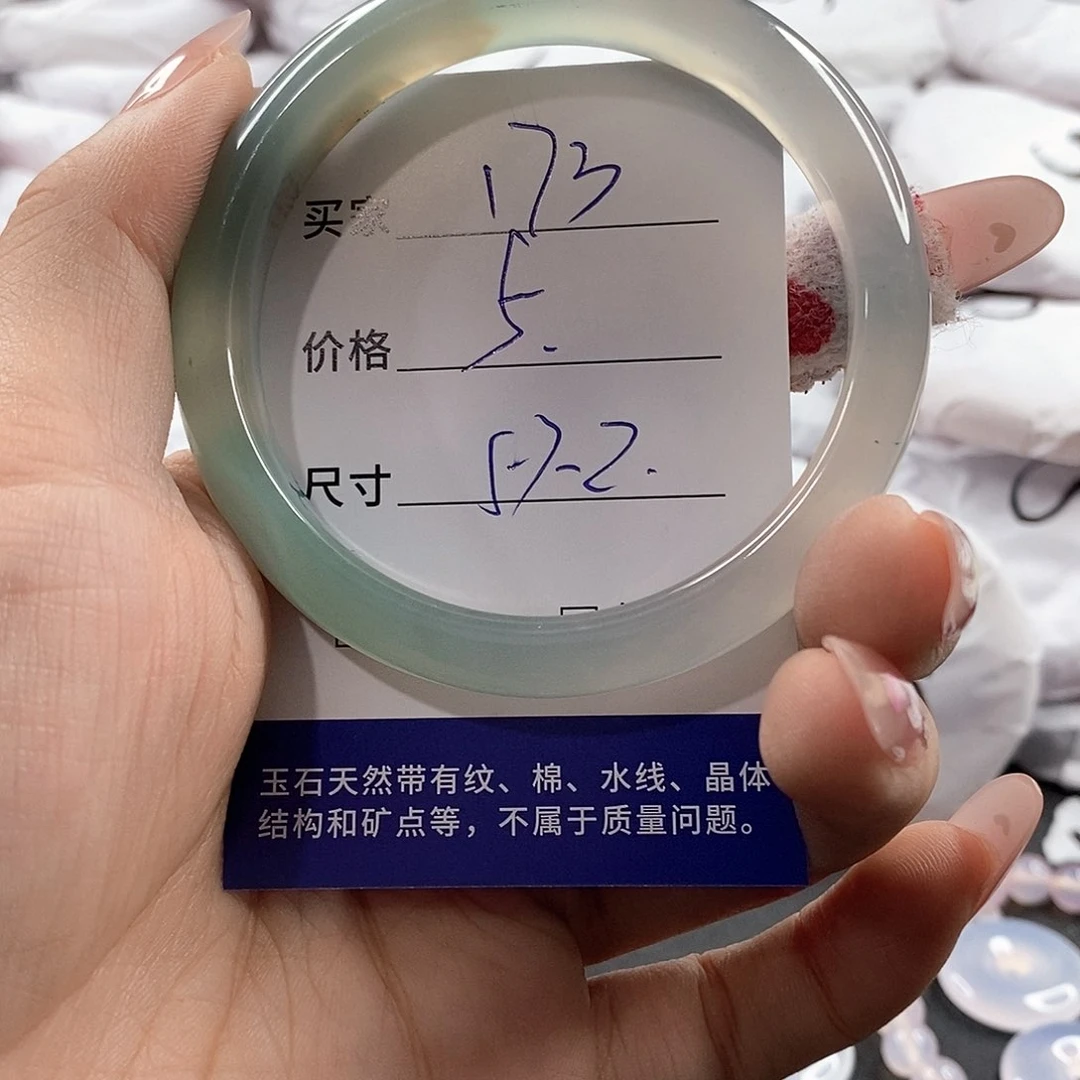 买家 173
价格 5.
尺寸 57-2.
玉石天然带有纹、棉、水线、晶体
结构和矿点等，不属于质量问题。